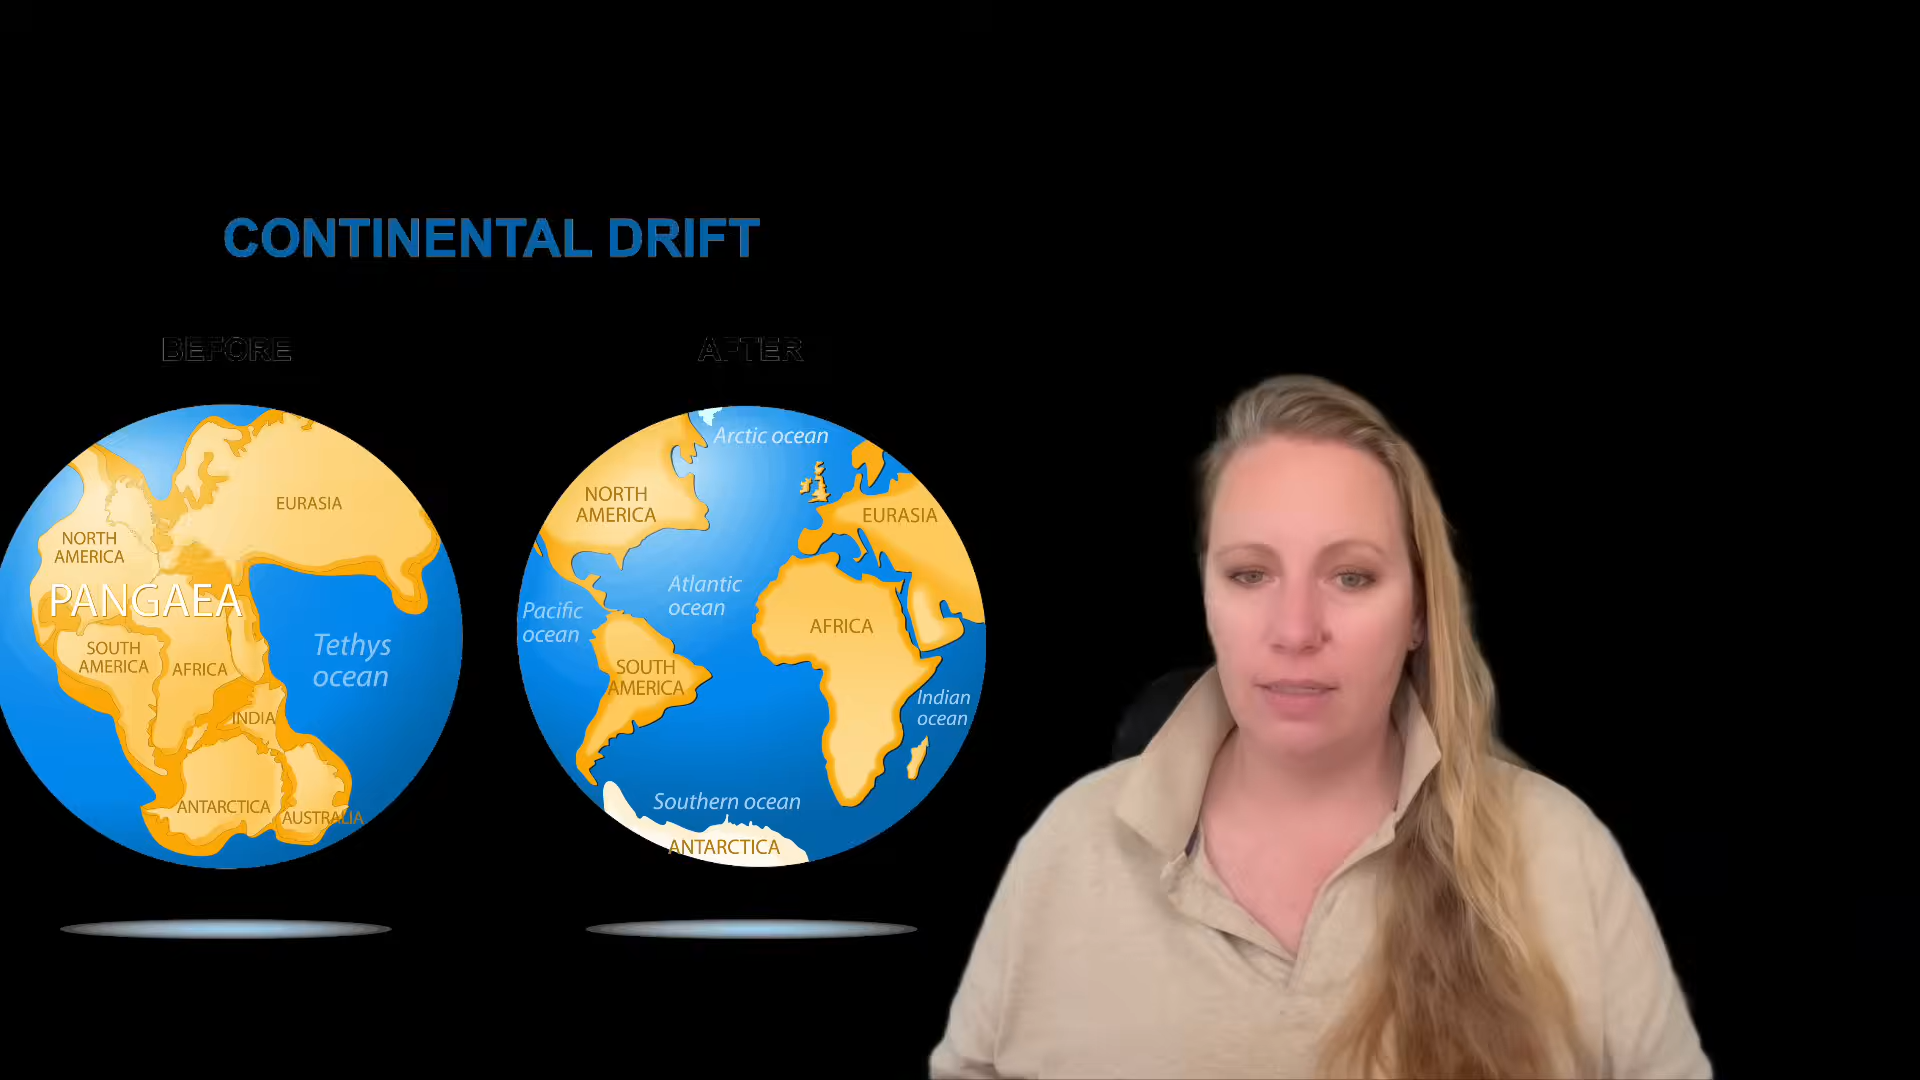 CONTINENTAL DRIFT
BEFORE
AFTER
EURASIA
NORTH
AMERICA
PANGAEA
SOUTH
AMERICA
AFRICA
Tethys
ocean
INDIA
ANTARCTICA
AUSTRALIA
Arctic ocean
NORTH
AMERICA
EURASIA
Atlantic
ocean
Pacific
ocean
AFRICA
SOUTH
AMERICA
Indian
ocean
Southern ocean
ANTARCTICA